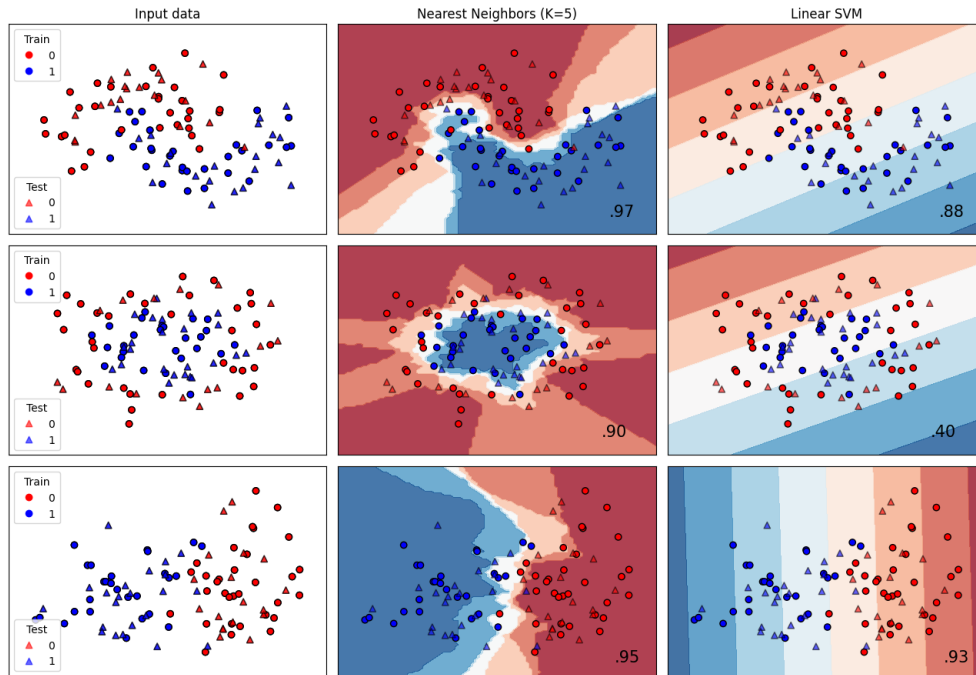 Input data
Nearest Neighbors (K=5)
Linear SVM
Train
0
1
Test
0
1
.97
.88
Train
0
1
Test
0
1
.90
.40
Train
0
1
Test
0
1
.95
.93